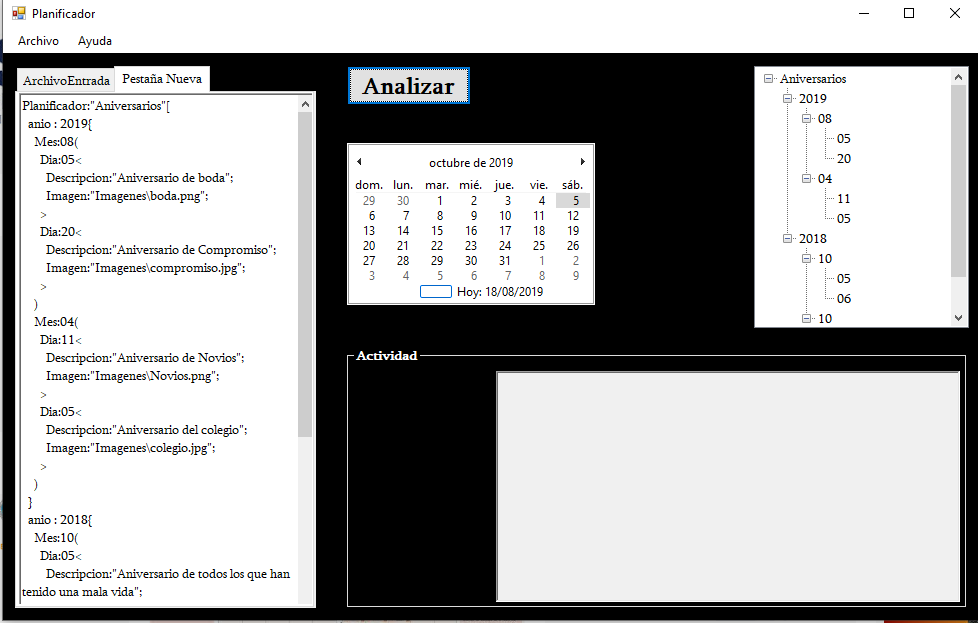 Planificador
Archivo Ayuda
ArchivoEntrada Pestaña Nueva
Planificador:"Aniversarios"[
anio : 2019{
Mes:08(
Dia:05<
Descripcion:"Aniversario de boda";
Imagen:"Imagenes\boda.png";
>
Dia:20<
Descripcion:"Aniversario de Compromiso";
Imagen:"Imagenes\compromiso.jpg";
>
)
Mes:04(
Dia:11<
Descripcion:"Aniversario de Novios";
Imagen:"Imagenes\Novios.png";
>
Dia:05<
Descripcion:"Aniversario del colegio";
Imagen:"Imagenes\colegio.jpg";
>
)
}
anio : 2018{
Mes:10(
Dia:05<
Descripcion:"Aniversario de todos los que han
tenido una mala vida";
Analizar
octubre de 2019
dom. lun. mar. mié. jue. vie. sáb.
29 30 1 2 3 4 5
6 7 8 9 10 11 12
13 14 15 16 17 18 19
20 21 22 23 24 25 26
27 28 29 30 31 1 2
3 4 5 6 7 8 9
Hoy: 18/08/2019
Aniversarios
2019
08
05
20
04
11
05
2018
10
05
06
10
Actividad